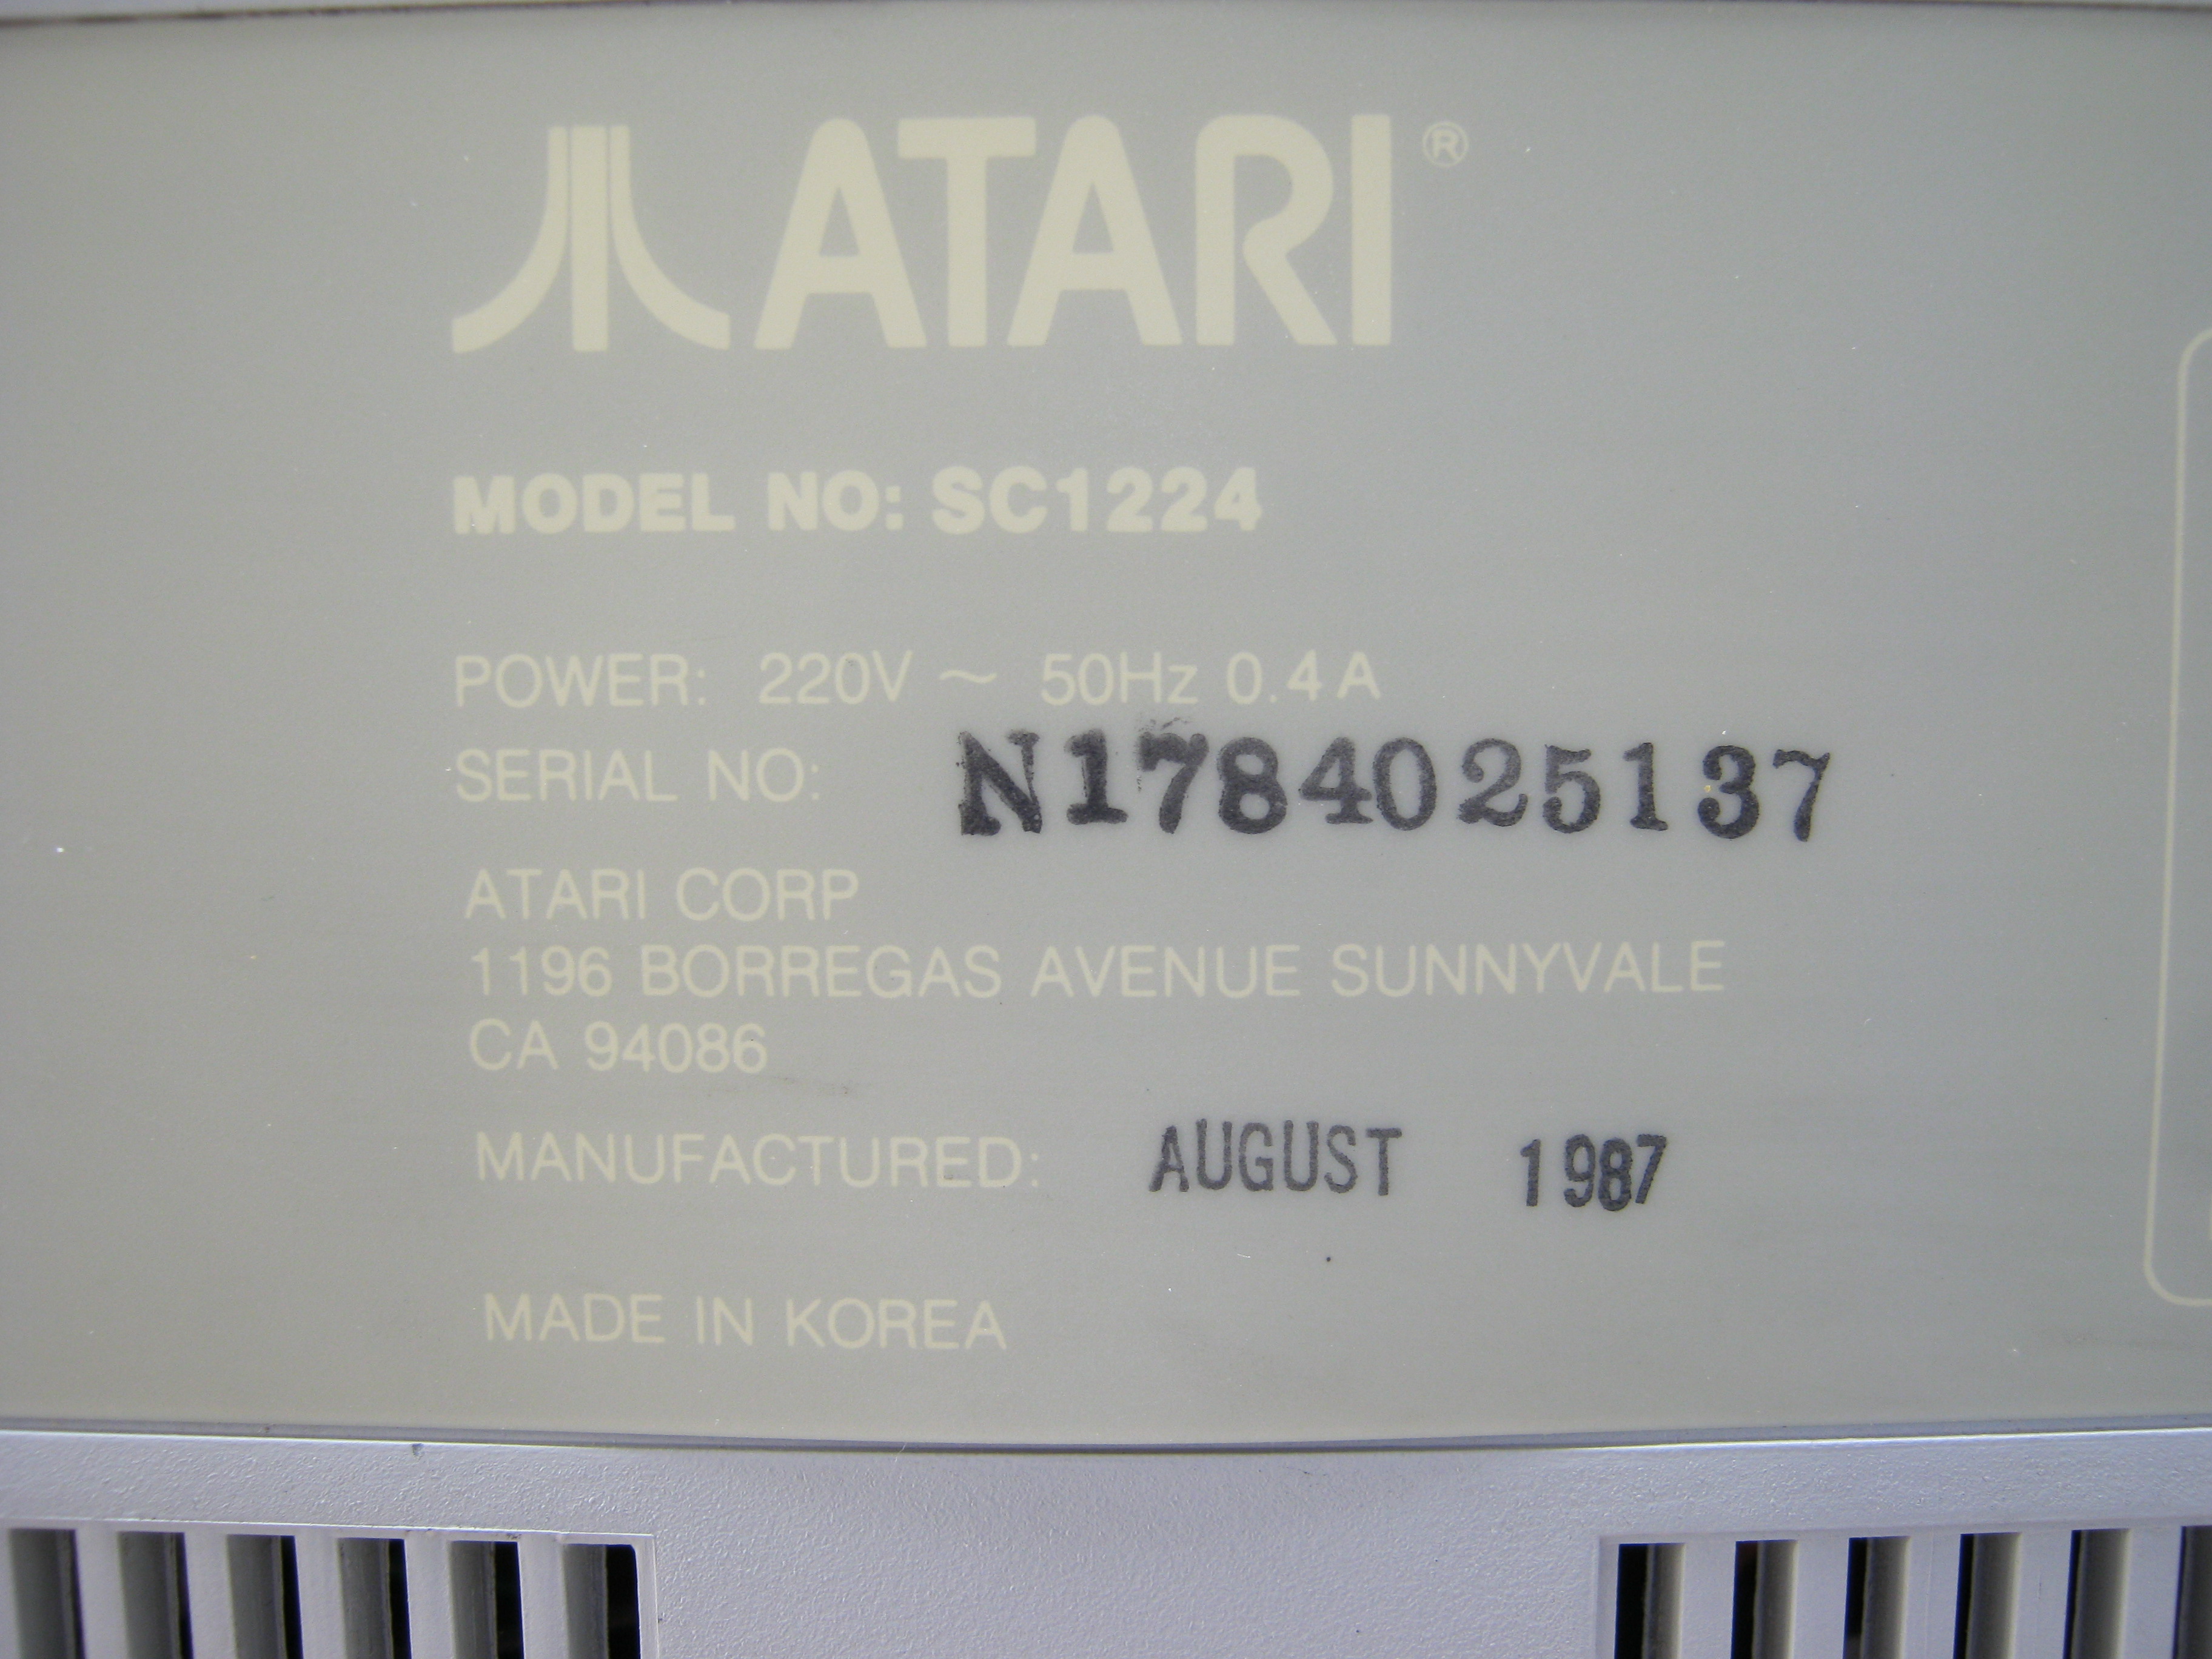 ATARI®
MODEL NO: SC1224
POWER: 220V ~ 50Hz 0.4A
SERIAL NO: N1784025137
ATARI CORP
1196 BORREGAS AVENUE SUNNYVALE
CA 94086
MANUFACTURED: AUGUST 1987
MADE IN KOREA